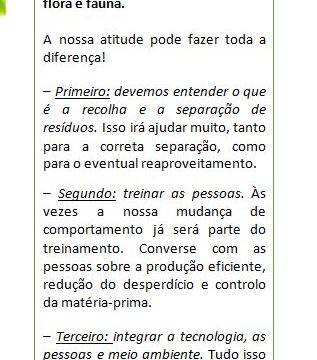 flora e fauna.
A nossa atitude pode fazer toda a
diferença!
– Primeiro: devemos entender o que
é a recolha e a separação de
resíduos. Isso irá ajudar muito, tanto
para a correta separação, como
para o eventual reaproveitamento.
– Segundo: treinar as pessoas. Às
vezes a nossa mudança de
comportamento já será parte do
treinamento. Converse com as
pessoas sobre a produção eficiente,
redução do desperdício e controlo
da matéria-prima.
– Terceiro: integrar a tecnologia, as
pessoas e meio ambiente. Tudo isso